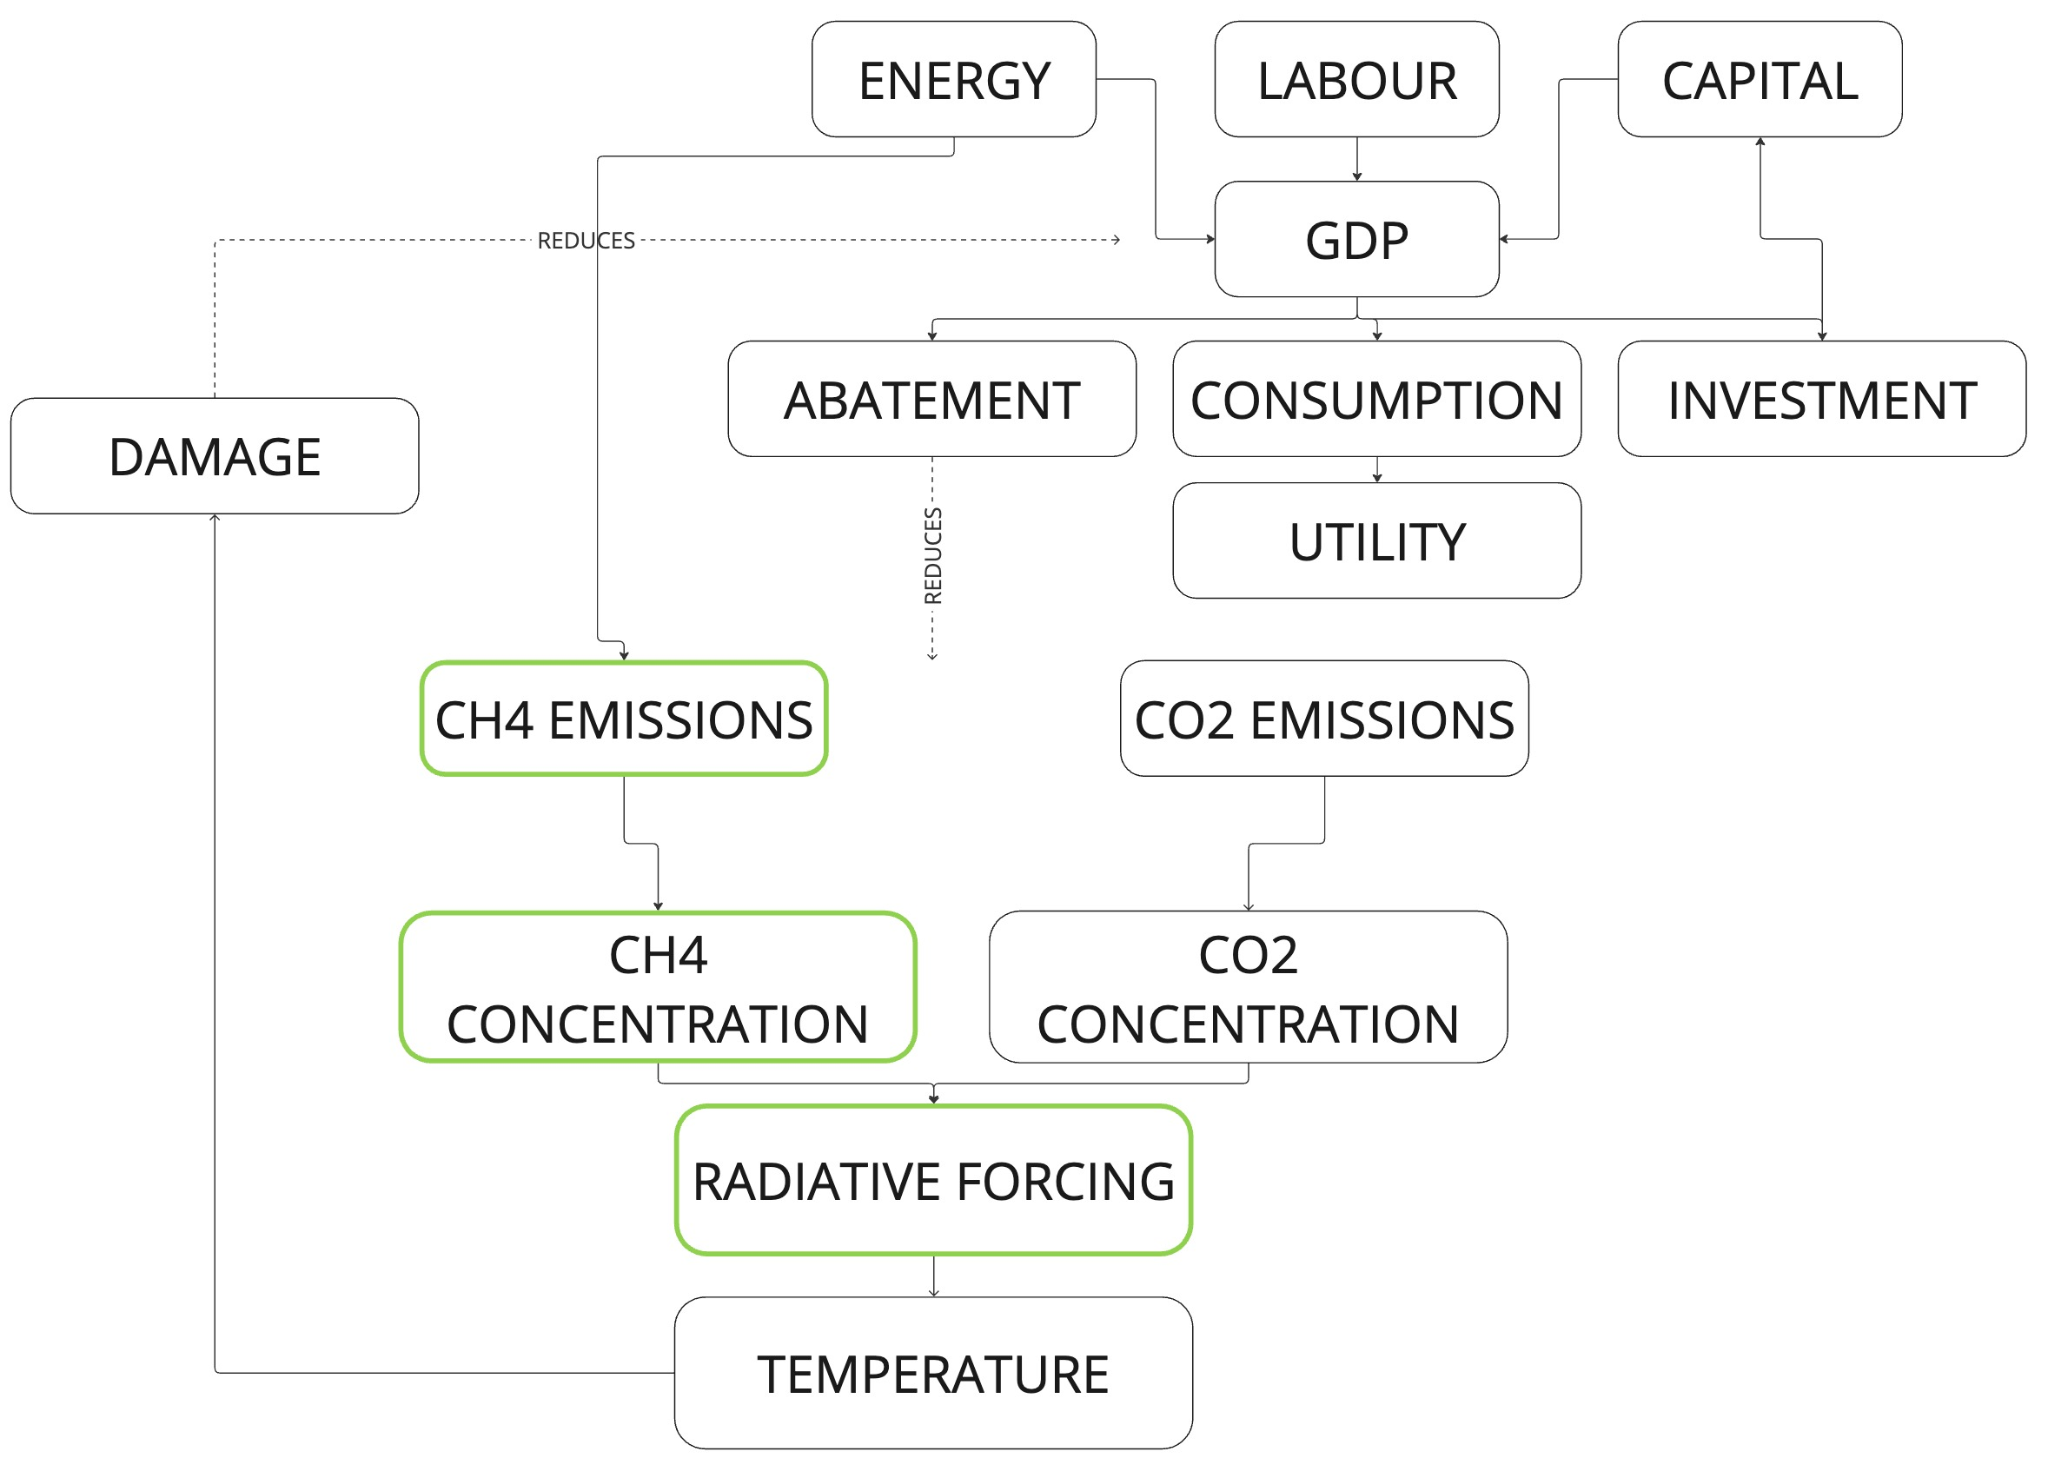 ENERGY
LABOUR
CAPITAL
REDUCES
GDP
ABATEMENT
CONSUMPTION
INVESTMENT
DAMAGE
UTILITY
REDUCES
CH4 EMISSIONS
CO2 EMISSIONS
CH4
CONCENTRATION
CO2
CONCENTRATION
RADIATIVE FORCING
TEMPERATURE